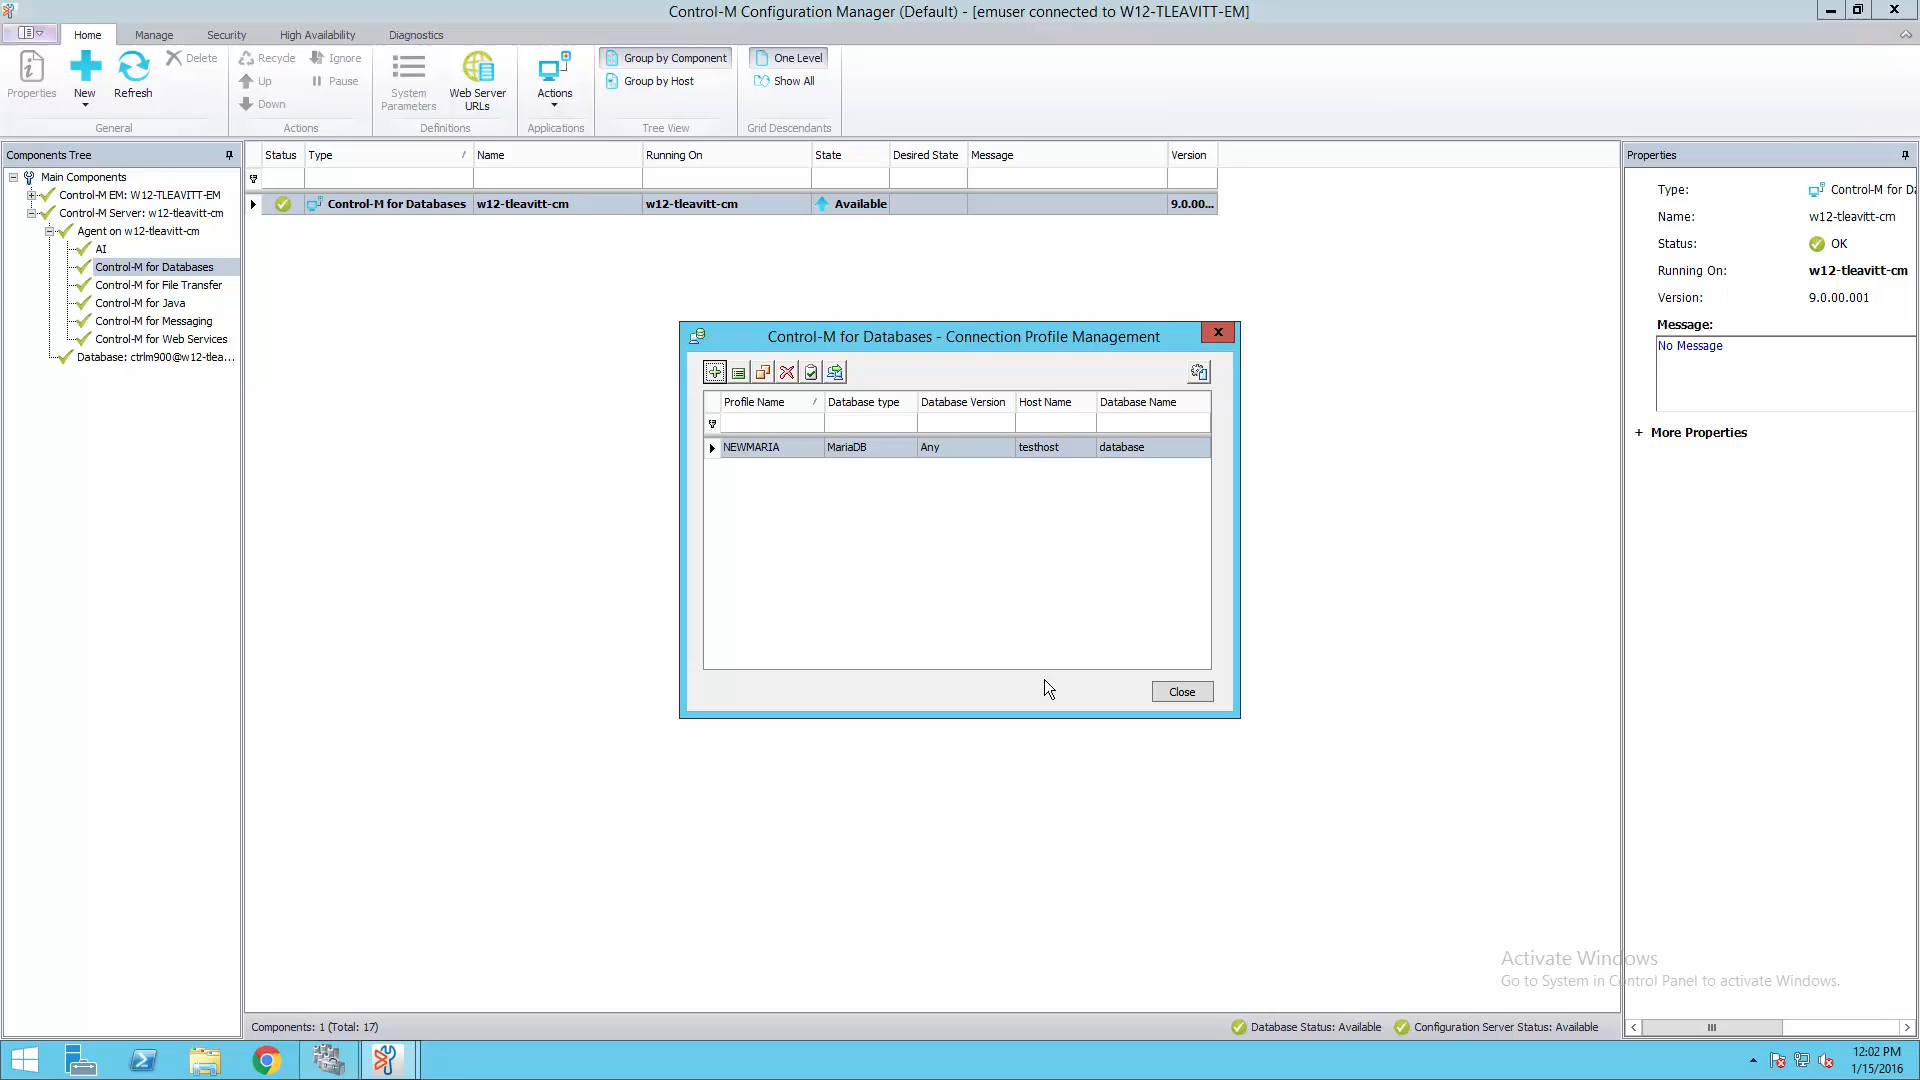 Control-M Configuration Manager (Default) - [emuser connected to W12-TLEAVITT-EM]
Home Manage Security High Availability Diagnostics
Properties New Refresh Delete
Recycle Ignore
Up Pause
Down
System Parameters
Web Server URLs
Actions
Group by Component
Group by Host
One Level
Show All
General Actions Definitions Applications Tree View Grid Descendants
Components Tree
Main Components
Control-M EM: W12-TLEAVITT-EM
Control-M Server: w12-tleavitt-cm
Agent on w12-tleavitt-cm
AI
Control-M for Databases
Control-M for File Transfer
Control-M for Java
Control-M for Messaging
Control-M for Web Services
Database: ctrlm900@w12-tlea...
Status Type / Name Running On State Desired State Message Version
Control-M for Databases w12-tleavitt-cm w12-tleavitt-cm Available 9.0.00...
Control-M for Databases - Connection Profile Management
Profile Name / Database type Database Version Host Name Database Name
NEWMARIA MariaDB Any testhost database
Close
Properties
Type: Control-M for Da
Name: w12-tleavitt-cm
Status: OK
Running On: w12-tleavitt-cm
Version: 9.0.00.001
Message:
No Message
+ More Properties
Activate Windows
Go to System in Control Panel to activate Windows.
Components: 1 (Total: 17)
Database Status: Available Configuration Server Status: Available
12:02 PM
1/15/2016